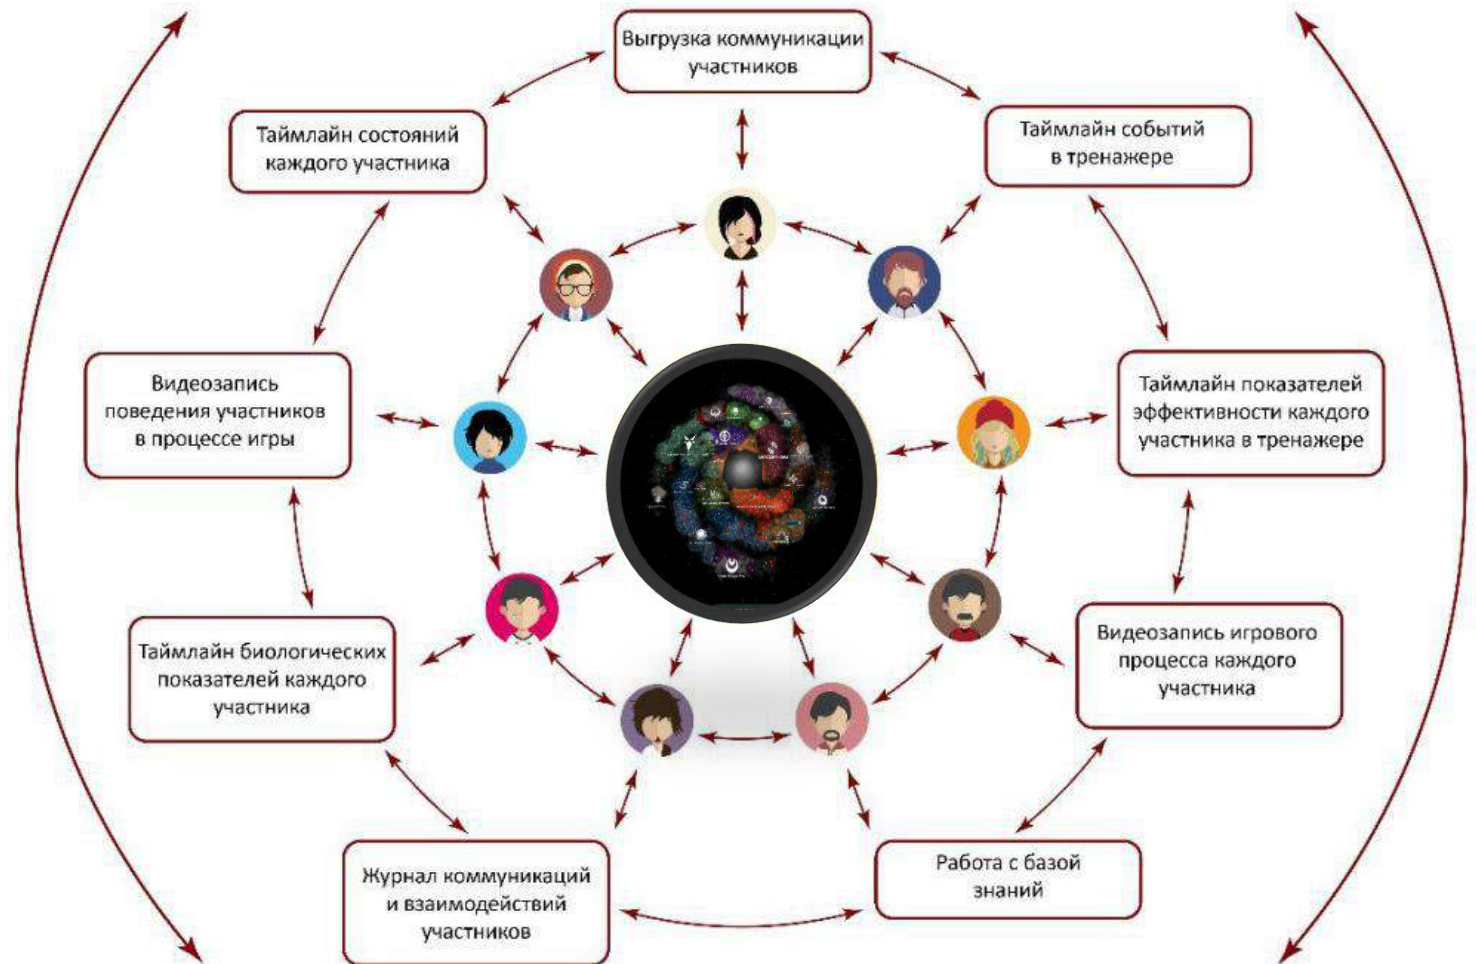 Выгрузка коммуникации
участников
Таймлайн состояний
каждого участника
Таймлайн событий
в тренажере
Видеозапись
поведения участников
в процессе игры
Таймлайн показателей
эффективности каждого
участника в тренажере
Таймлайн биологических
показателей каждого
участника
Видеозапись игрового
процесса каждого
участника
Журнал коммуникаций
и взаимодействий
участников
Работа с базой
знаний